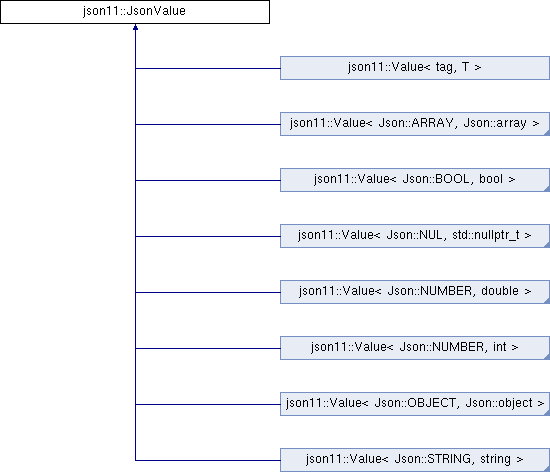 json11::JsonValue
json11::Value< tag, T >
json11::Value< Json::ARRAY, Json::array >
json11::Value< Json::BOOL, bool >
json11::Value< Json::NUL, std::nullptr_t >
json11::Value< Json::NUMBER, double >
json11::Value< Json::NUMBER, int >
json11::Value< Json::OBJECT, Json::object >
json11::Value< Json::STRING, string >